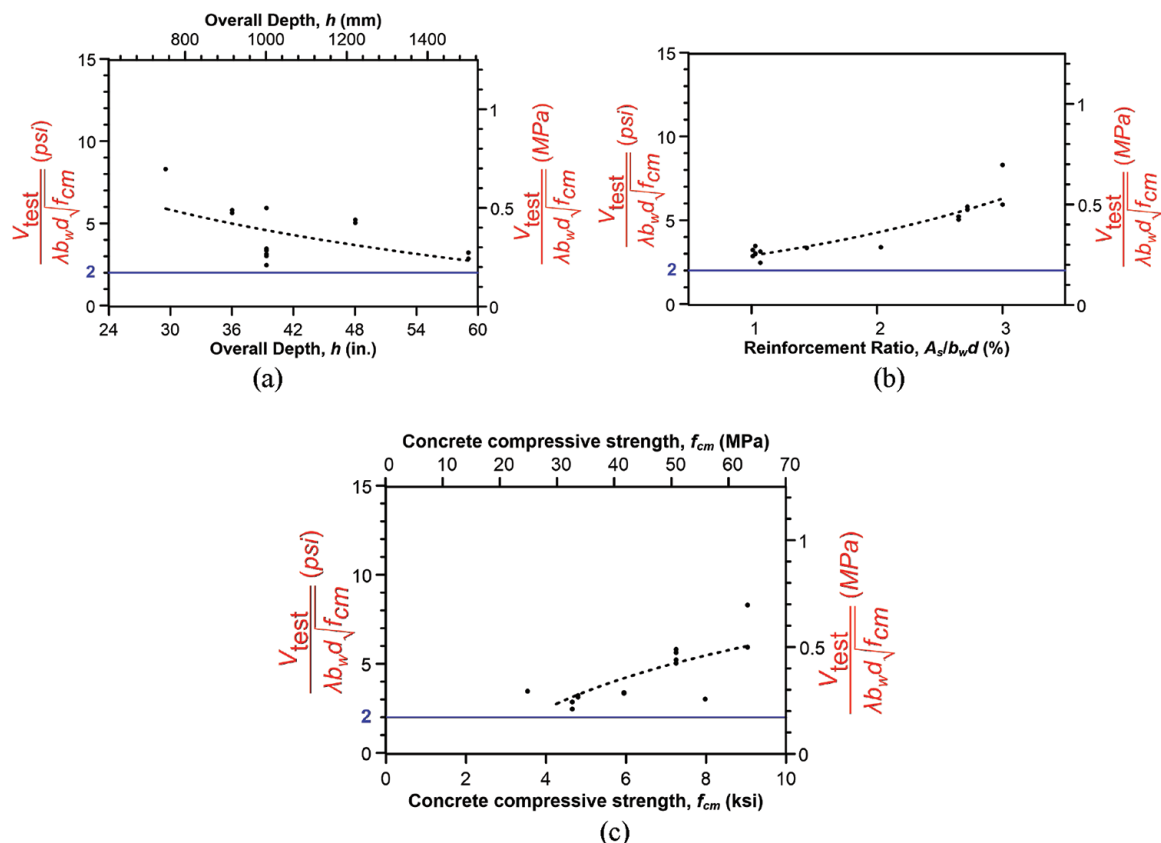 Overall Depth, h (mm)
800 1000 1200 1400
15
10
5
2
0
V_test / λb_w d√f_cm (psi)
1
0.5
0
V_test / λb_w d√f_cm (MPa)
24 30 36 42 48 54 60
Overall Depth, h (in.)
(a)
15
10
5
2
0
V_test / λb_w d√f_cm (psi)
1
0.5
0
V_test / λb_w d√f_cm (MPa)
1 2 3
Reinforcement Ratio, A_s/b_w d (%)
(b)
Concrete compressive strength, f_cm (MPa)
0 10 20 30 40 50 60 70
15
10
5
2
0
V_test / λb_w d√f_cm (psi)
1
0.5
0
V_test / λb_w d√f_cm (MPa)
0 2 4 6 8 10
Concrete compressive strength, f_cm (ksi)
(c)